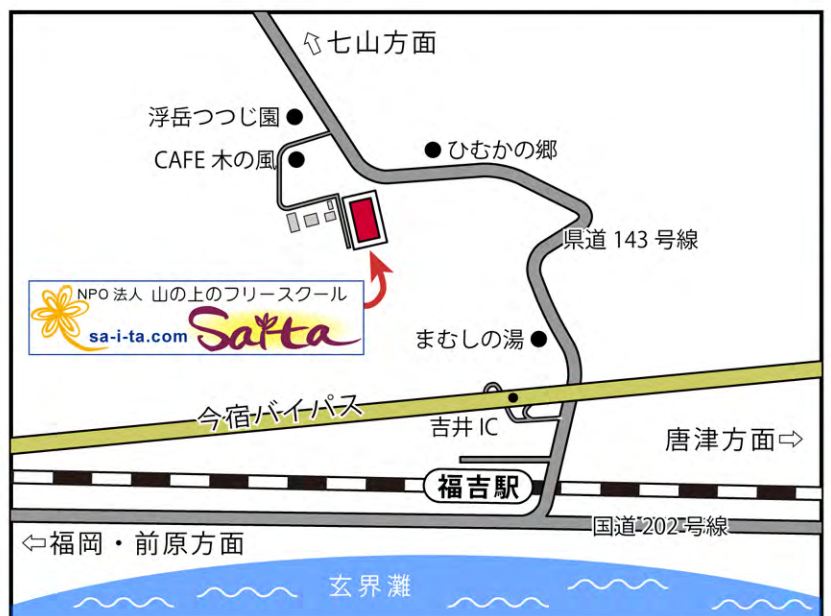 ⇧七山方面
浮岳つつじ園
CAFE 木の風
ひむかの郷
県道 143 号線
NPO 法人 山の上のフリースクール
sa-i-ta.com Saita
まむしの湯
今宿バイパス
吉井 IC
唐津方面⇨
福吉駅
国道 202 号線
⇦福岡・前原方面
玄界灘